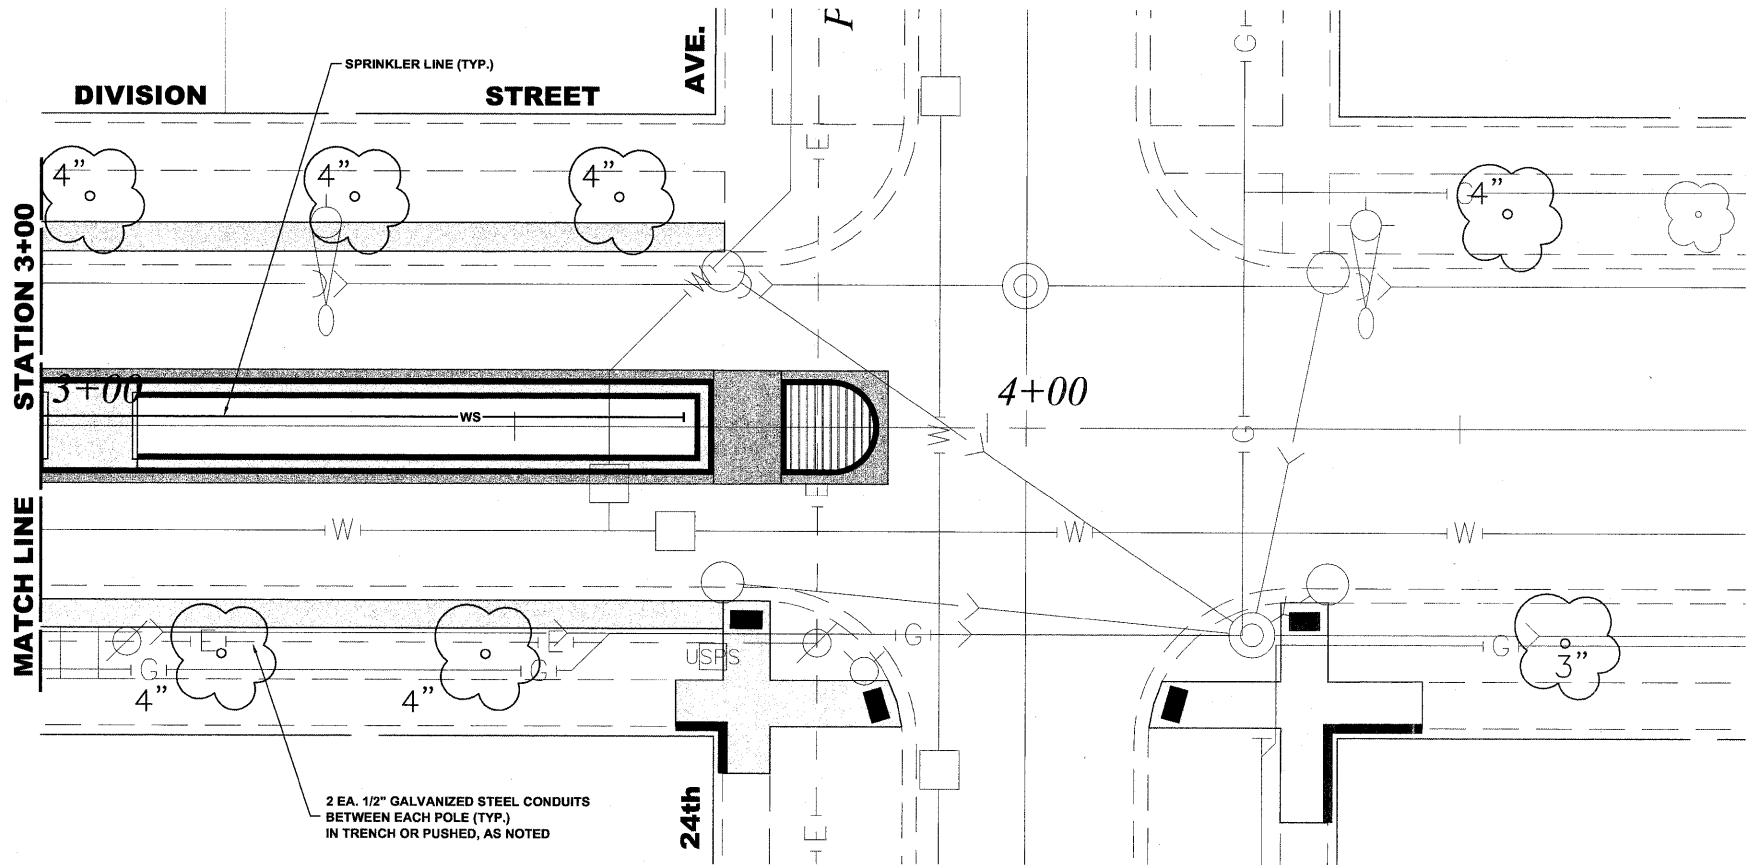 P
AVE.
SPRINKLER LINE (TYP.)
DIVISION STREET
G
E
4” 4” 4” G 4”
STATION 3+00
W
3+00 4+00
WS
W G
E
W W W
MATCH LINE
E E G G
USPS
G G
4” 4” 3”
2 EA. 1/2” GALVANIZED STEEL CONDUITS
BETWEEN EACH POLE (TYP.)
IN TRENCH OR PUSHED, AS NOTED
24th
E